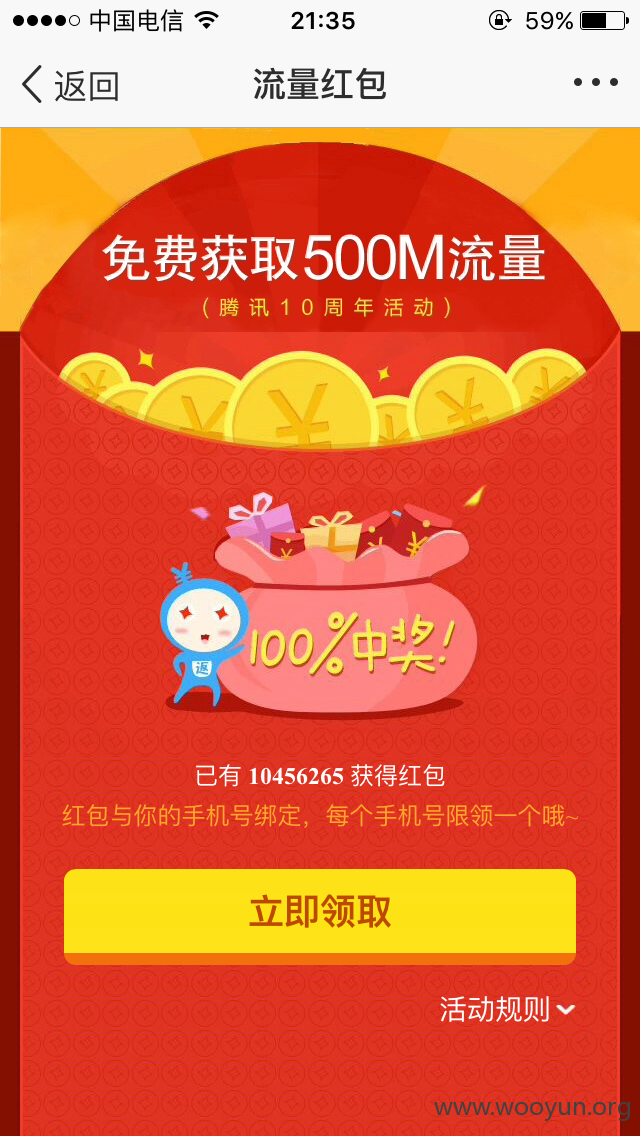 中国电信 21:35 59%
返回 流量红包
免费获取500M流量
(腾讯10周年活动)
100%中奖!
返
已有 10456265 获得红包
红包与你的手机号绑定，每个手机号限领一个哦~
立即领取
活动规则
www.wooyun.org